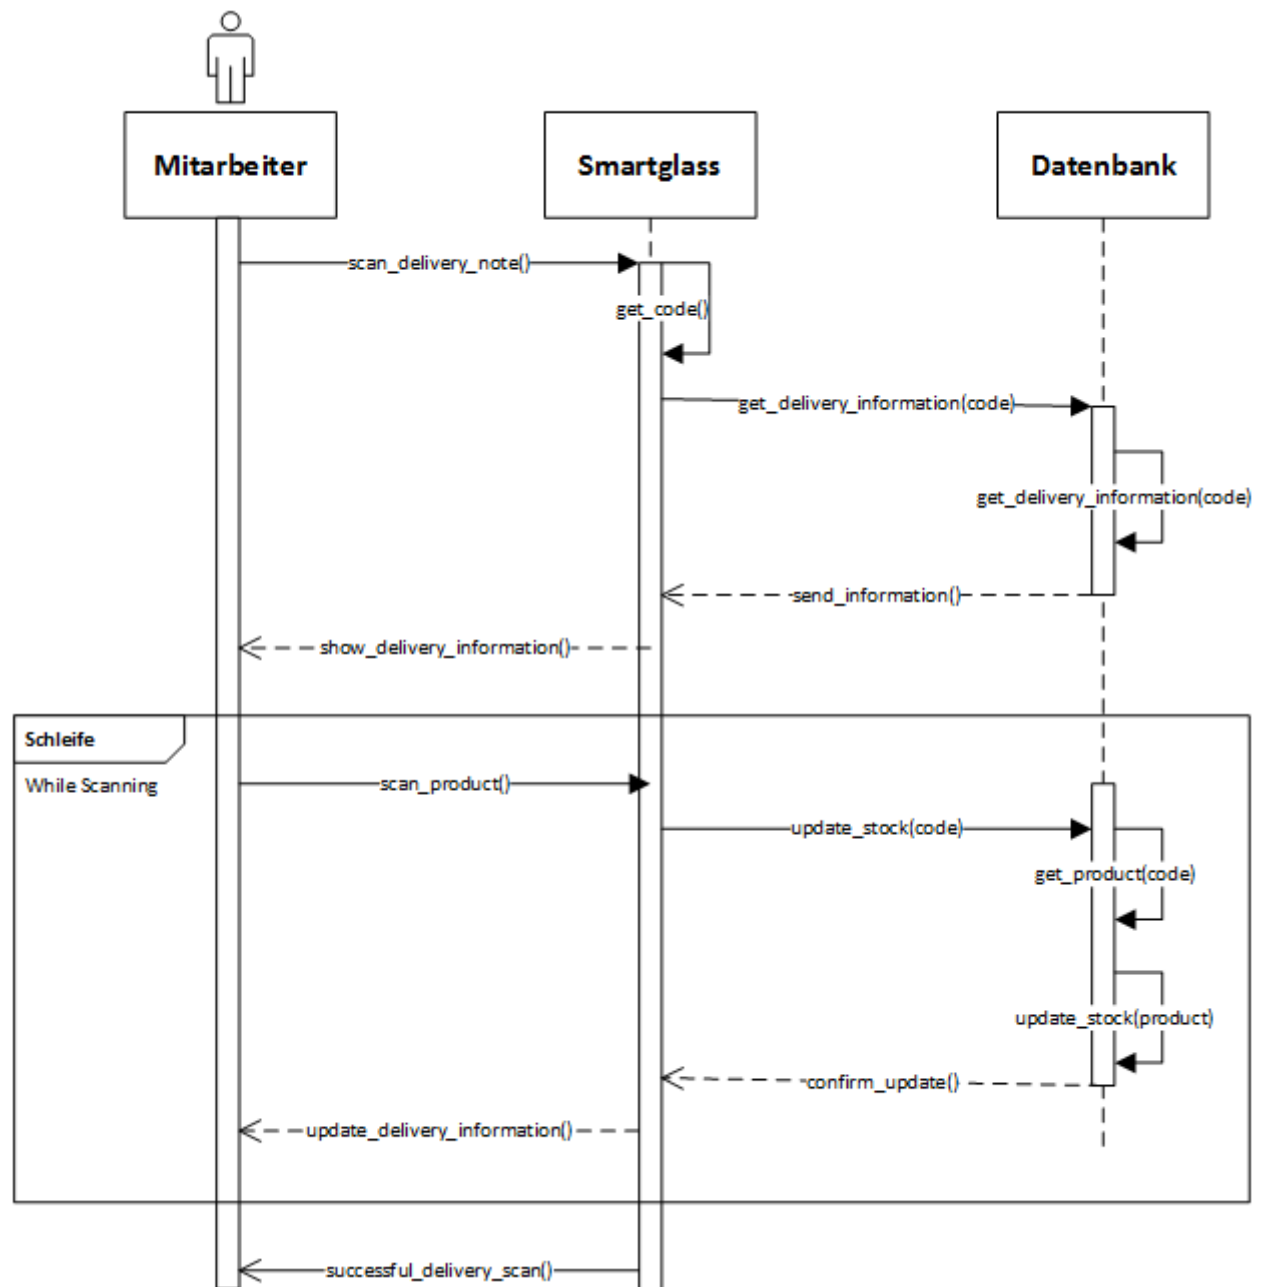 Mitarbeiter
Smartglass
Datenbank
scan_delivery_note()
get_code()
get_delivery_information(code)
get_delivery_information(code)
send_information()
show_delivery_information()
Schleife
While Scanning
scan_product()
update_stock(code)
get_product(code)
update_stock(product)
confirm_update()
update_delivery_information()
successful_delivery_scan()